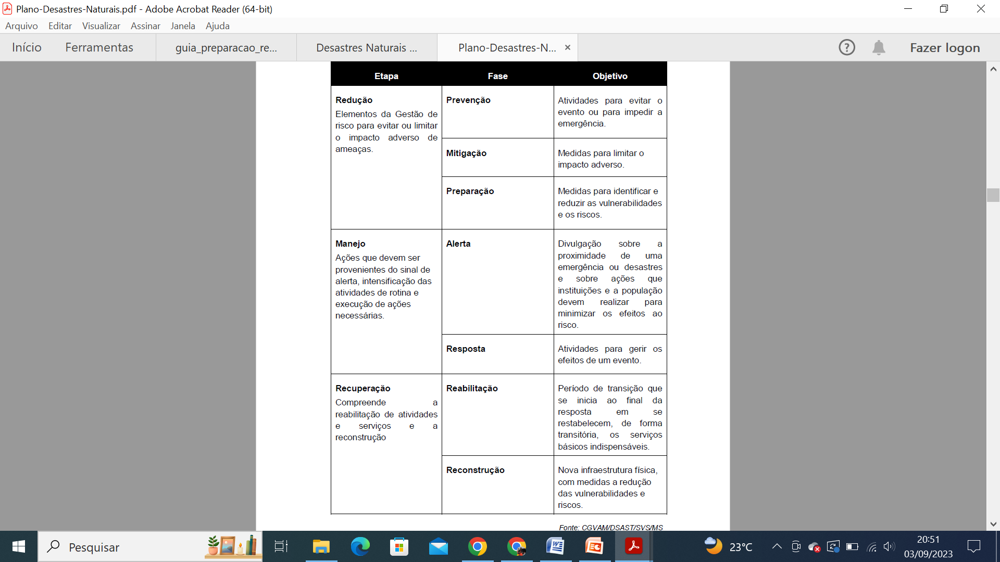 Plano-Desastres-Naturais.pdf - Adobe Acrobat Reader (64-bit)
Arquivo Editar Visualizar Assinar Janela Ajuda
Início Ferramentas guia_preparacao_re... Desastres Naturais ... Plano-Desastres-N... × Fazer logon
Etapa Fase Objetivo
Redução
Elementos da Gestão de
risco para evitar ou limitar
o impacto adverso de
ameaças.
Prevenção
Atividades para evitar o
evento ou para impedir a
emergência.
Mitigação
Medidas para limitar o
impacto adverso.
Preparação
Medidas para identificar e
reduzir as vulnerabilidades
e os riscos.
Manejo
Ações que devem ser
provenientes do sinal de
alerta, intensificação das
atividades de rotina e
execução de ações
necessárias.
Alerta
Divulgação sobre a
proximidade de uma
emergência ou desastres
e sobre ações que
instituições e a população
devem realizar para
minimizar os efeitos ao
risco.
Resposta
Atividades para gerir os
efeitos de um evento.
Recuperação
Compreende a
reabilitação de atividades
e serviços e a
reconstrução
Reabilitação
Período de transição que
se inicia ao final da
resposta em se
restabelecem, de forma
transitória, os serviços
básicos indispensáveis.
Reconstrução
Nova infraestrutura física,
com medidas a redução
das vulnerabilidades e
riscos.
Fonte: CGVAM/DSAST/SVS/MS
Pesquisar
23°C
20:51
03/09/2023